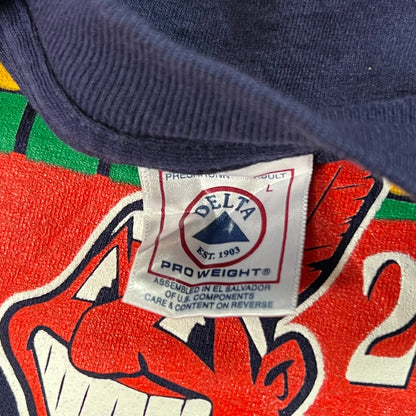 PRESHRUNK ADULT
L
DELTA
EST. 1903
PRO WEIGHT®
ASSEMBLED IN EL SALVADOR
OF U.S. COMPONENTS
CARE & CONTENT ON REVERSE
2